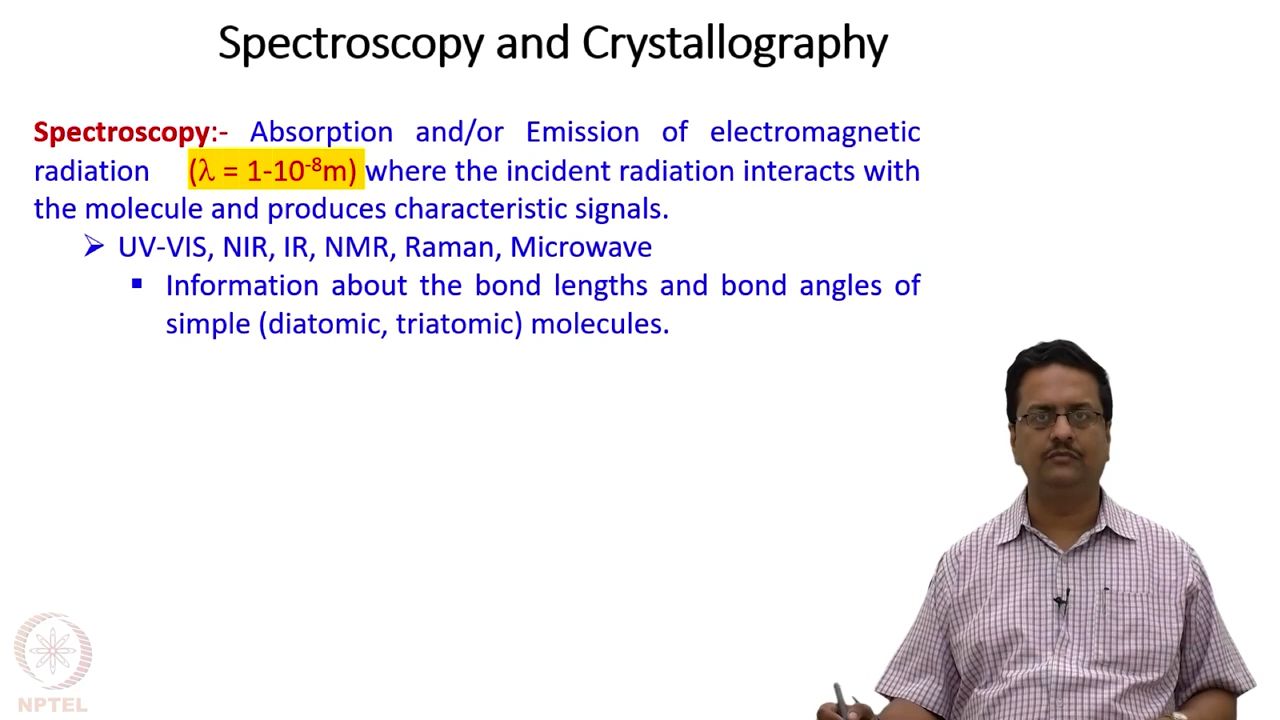 Spectroscopy and Crystallography
Spectroscopy:- Absorption and/or Emission of electromagnetic
radiation (λ = 1-10⁻⁸m) where the incident radiation interacts with
the molecule and produces characteristic signals.
➢ UV-VIS, NIR, IR, NMR, Raman, Microwave
▪ Information about the bond lengths and bond angles of
simple (diatomic, triatomic) molecules.
NPTEL